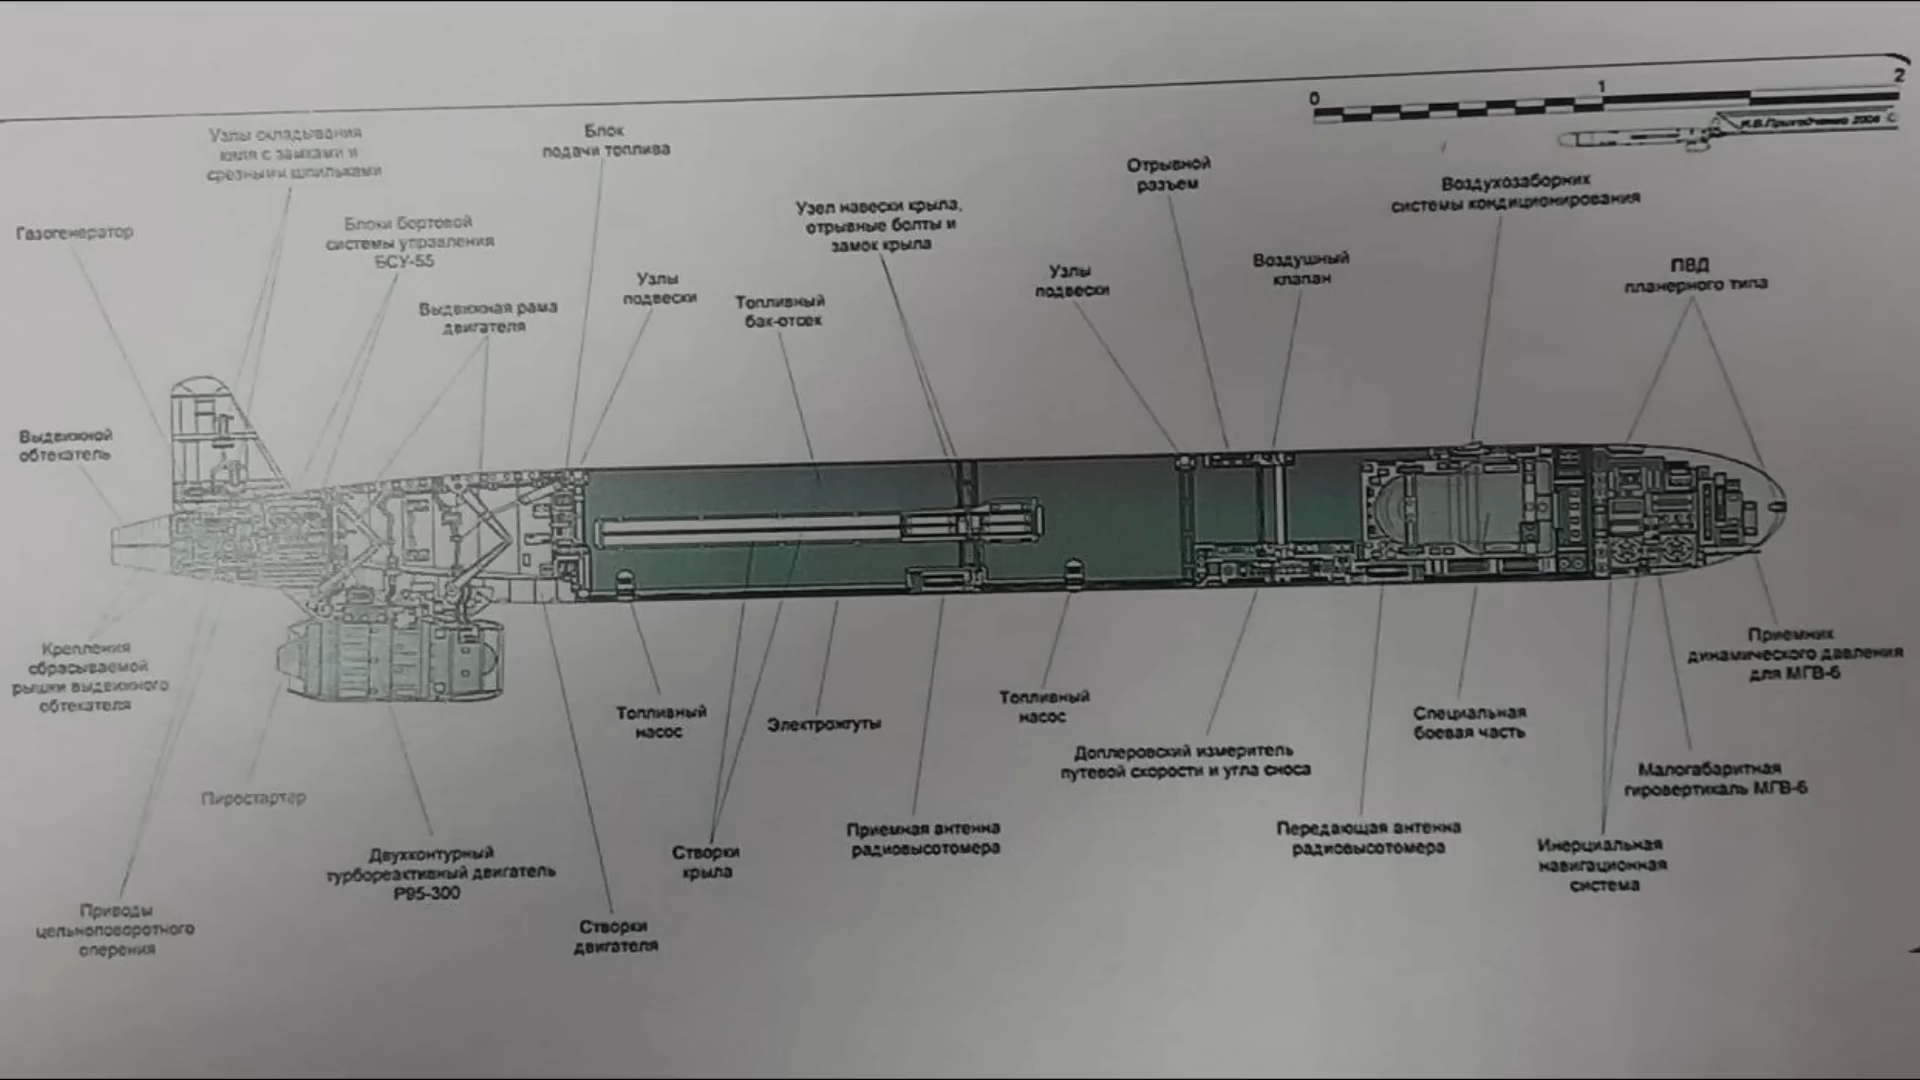 0
1
2
И.В.Приходченко 2006 г.
Узлы складывания
киля с замками и
срезными шпильками
Блок
подачи топлива
Отрывной
разъем
Воздухозаборник
системы кондиционирования
Газогенератор
Блоки бортовой
системы управления
БСУ-55
Узел навески крыла,
отрывные болты и
замок крыла
Воздушный
клапан
ПВД
планерного типа
Узлы
подвески
Узлы
подвески
Выдвижная рама
двигателя
Топливный
бак-отсек
Выдвижной
обтекатель
Крепления
сбрасываемой
крышки выдвижного
обтекателя
Приемник
динамического давления
для МГВ-6
Топливный
насос
Электрожгуты
Топливный
насос
Специальная
боевая часть
Доплеровский измеритель
путевой скорости и угла сноса
Малогабаритная
гировертикаль МГВ-6
Пиростартер
Двухконтурный
турбореактивный двигатель
Р95-300
Створки
крыла
Приемная антенна
радиовысотомера
Передающая антенна
радиовысотомера
Инерциальная
навигационная
система
Приводы
цельноповоротного
оперения
Створки
двигателя